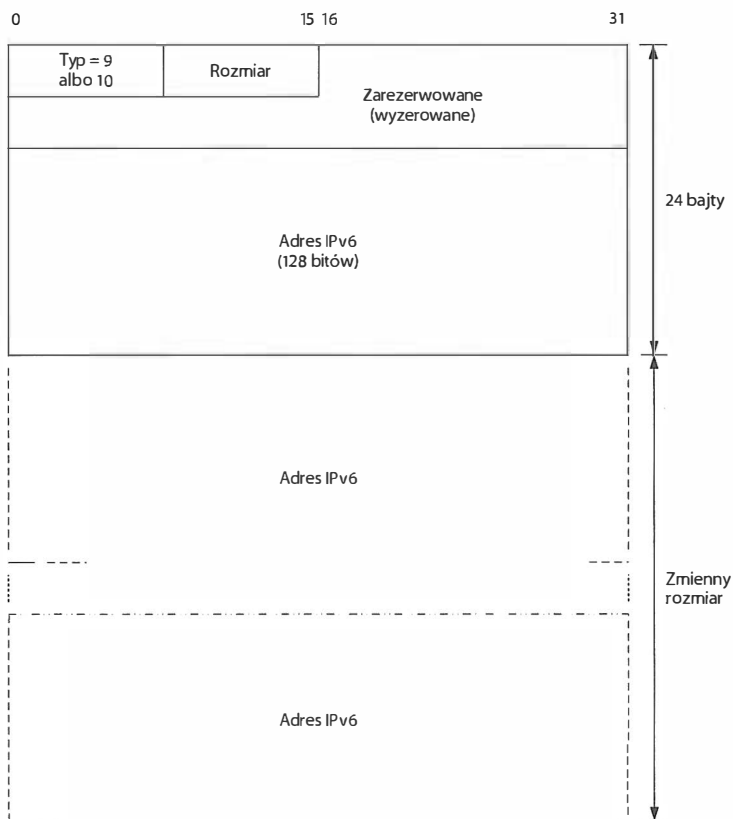 0 15 16 31
Typ = 9
albo 10
Rozmiar
Zarezerwowane
(wyzerowane)
24 bajty
Adres IPv6
(128 bitów)
Adres IPv6
Zmienny
rozmiar
Adres IPv6